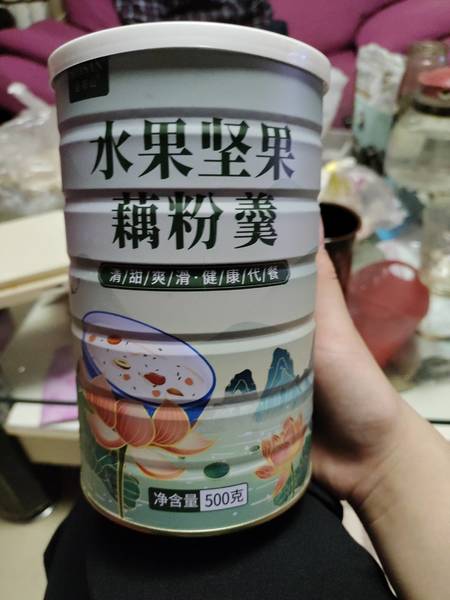 水果坚果
藕粉羹
清/甜/爽/滑·健/康/代/餐
净含量 500克